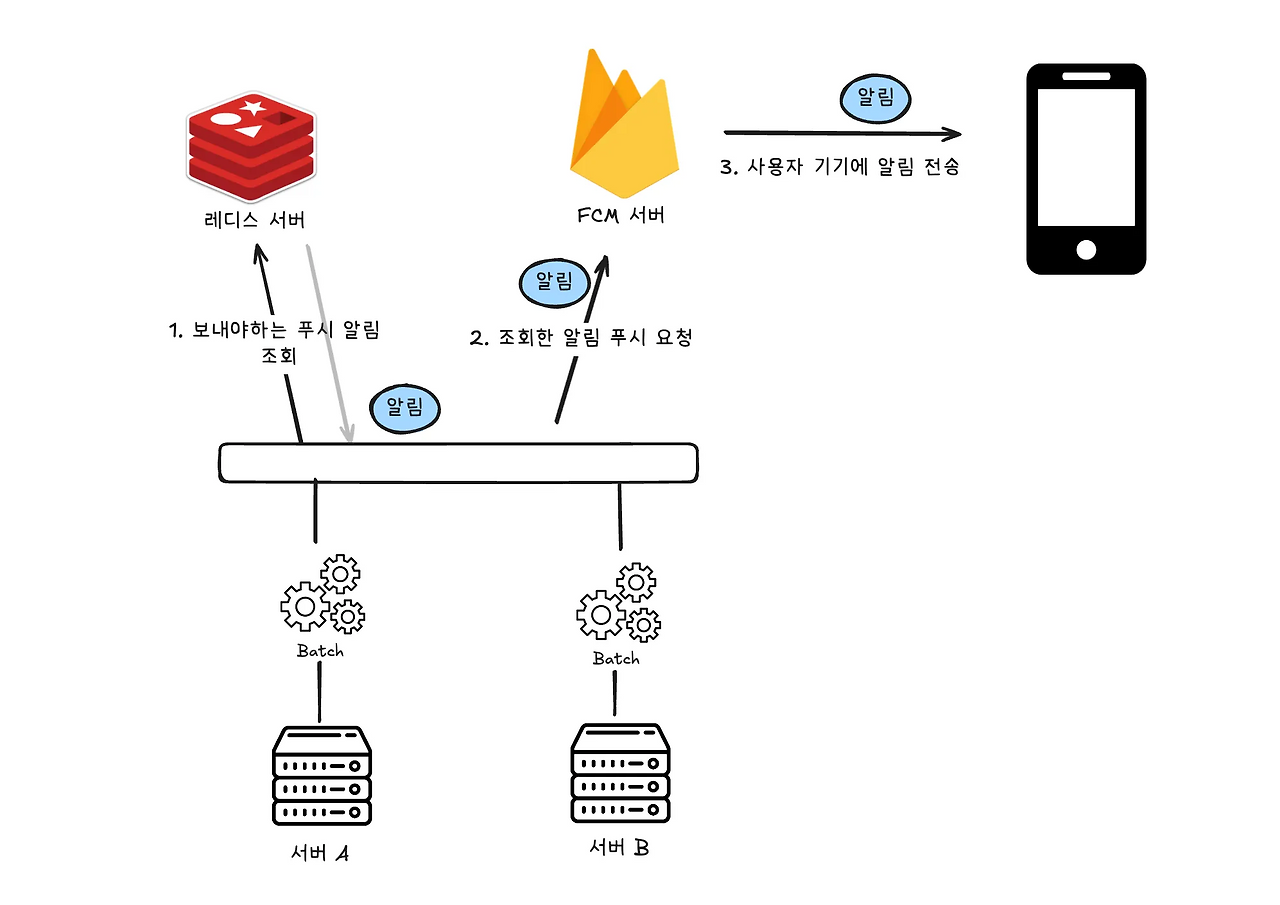 알림
3. 사용자 기기에 알림 전송
레디스 서버
FCM 서버
알림
1. 보내야하는 푸시 알림
조회
2. 조회한 알림 푸시 요청
알림
Batch
Batch
서버 A
서버 B